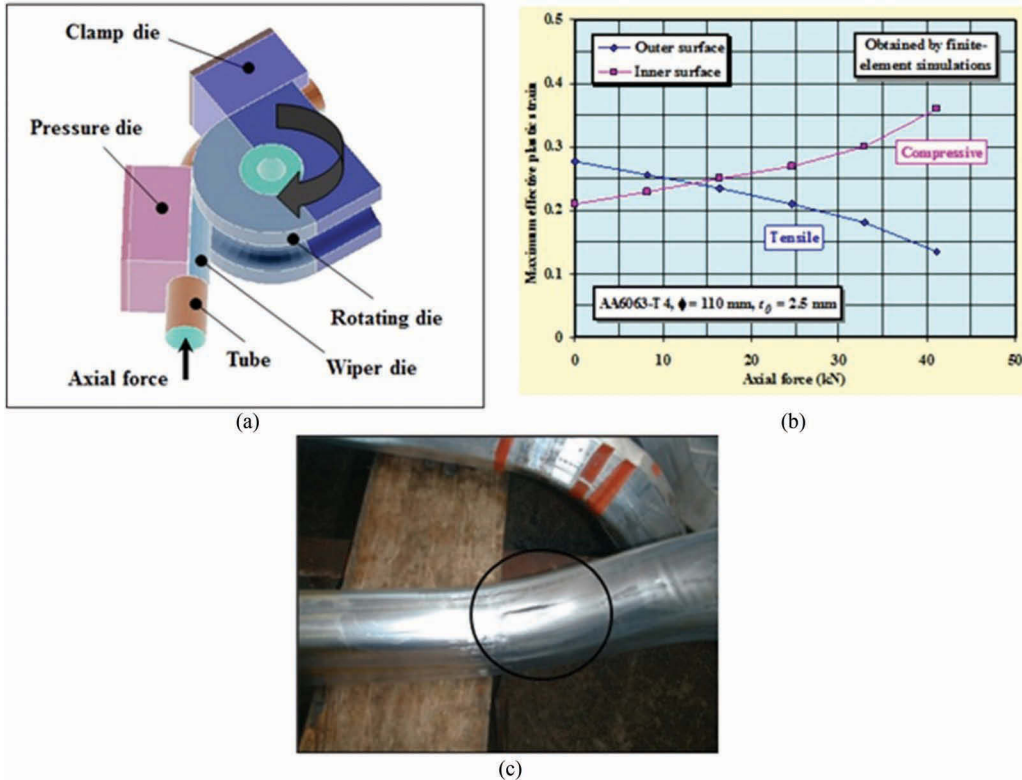 Clamp die
Pressure die
Rotating die
Tube
Wiper die
Axial force
(a)
0.5
0.4
0.3
0.2
0.1
0
Maximum effective plastic strain
Outer surface
Inner surface
Obtained by finite-
element simulations
Compressive
Tensile
AA6063-T4, ϕ = 110 mm, t0 = 2.5 mm
0 10 20 30 40 50
Axial force (kN)
(b)
(c)